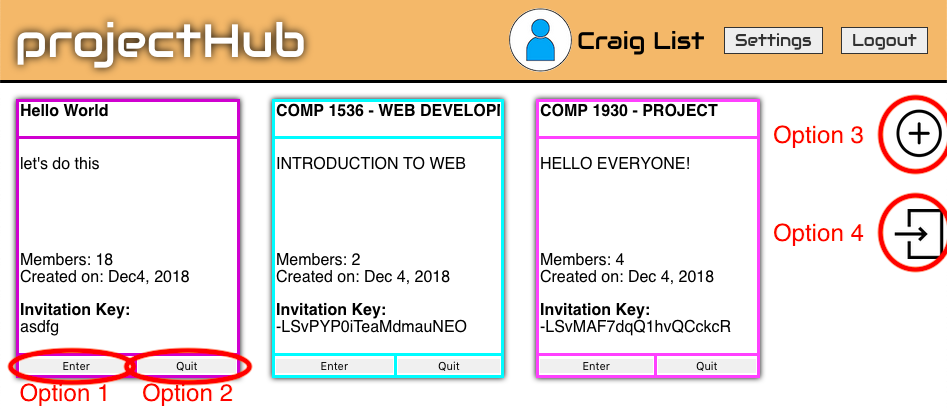 projectHub
Craig List
Settings
Logout
Hello World
let's do this
Members: 18
Created on: Dec4, 2018
Invitation Key:
asdfg
Enter
Quit
Option 1
Option 2
COMP 1536 - WEB DEVELOPI
INTRODUCTION TO WEB
Members: 2
Created on: Dec 4, 2018
Invitation Key:
-LSvPYP0iTeaMdmauNEO
Enter
Quit
COMP 1930 - PROJECT
HELLO EVERYONE!
Members: 4
Created on: Dec 4, 2018
Invitation Key:
-LSvMAF7dqQ1hvQCckcR
Enter
Quit
Option 3
Option 4